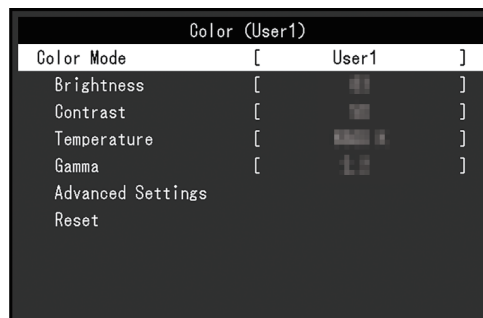 Color (User1)
Color Mode [ User1 ]
Brightness [ ]
Contrast [ ]
Temperature [ ]
Gamma [ ]
Advanced Settings
Reset